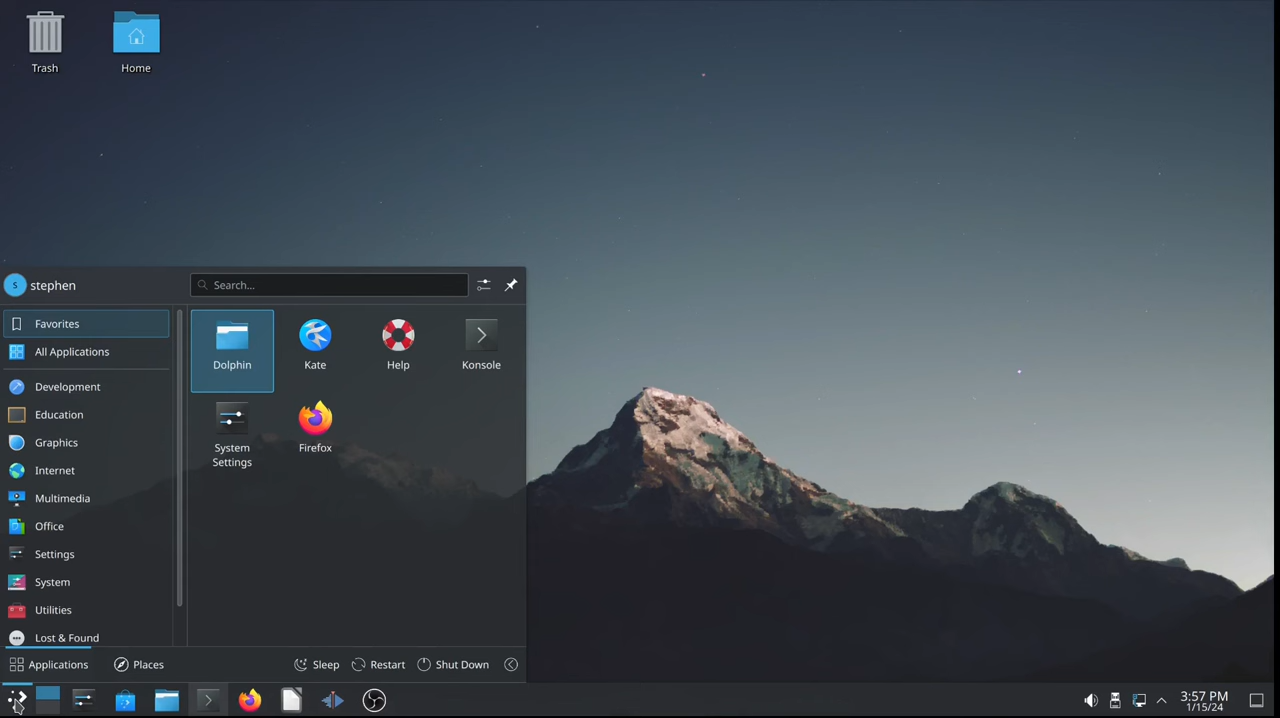 Trash
Home
S
stephen
Search...
Favorites
All Applications
Development
Education
Graphics
Internet
Multimedia
Office
Settings
System
Utilities
Lost & Found
Dolphin
Kate
Help
Konsole
System
Settings
Firefox
Applications
Places
Sleep
Restart
Shut Down
3:57 PM
1/15/24